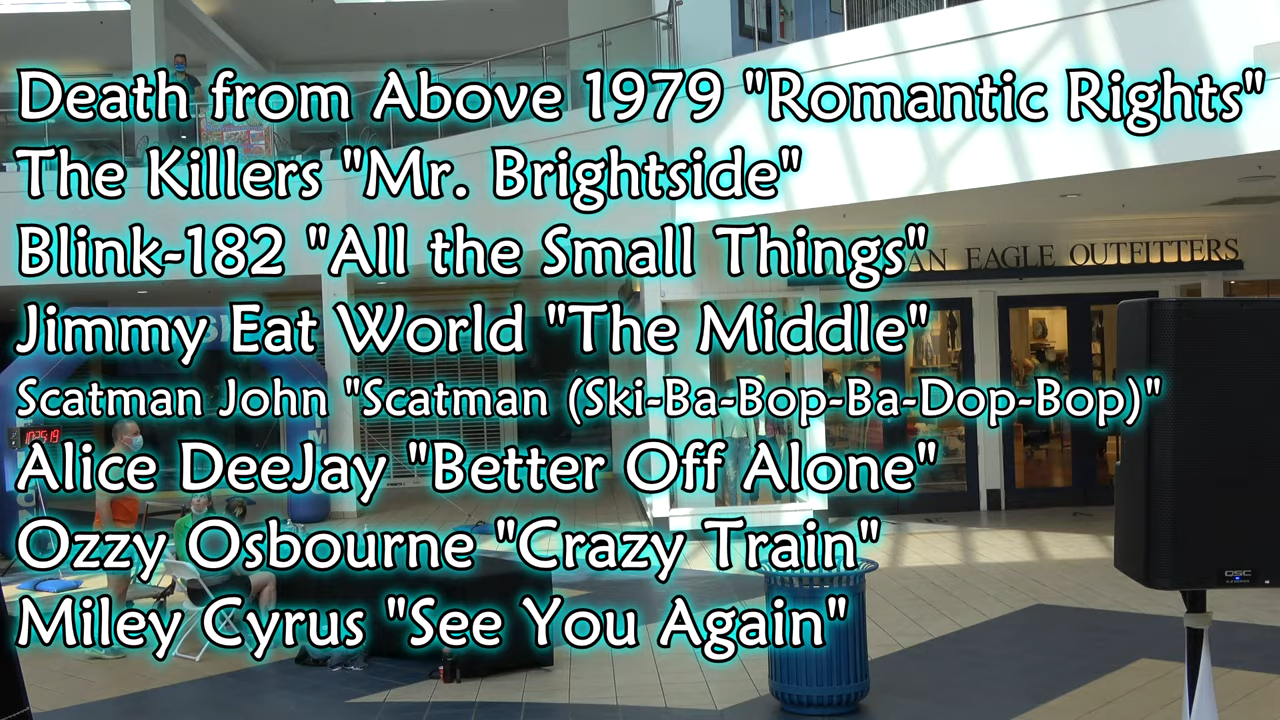 Death from Above 1979 "Romantic Rights"
The Killers "Mr. Brightside"
Blink-182 "All the Small Things"
AN EAGLE OUTFITTERS
Jimmy Eat World "The Middle"
Scatman John "Scatman (Ski-Ba-Bop-Ba-Dop-Bop)"
Alice DeeJay "Better Off Alone"
Ozzy Osbourne "Crazy Train"
QSC
Miley Cyrus "See You Again"